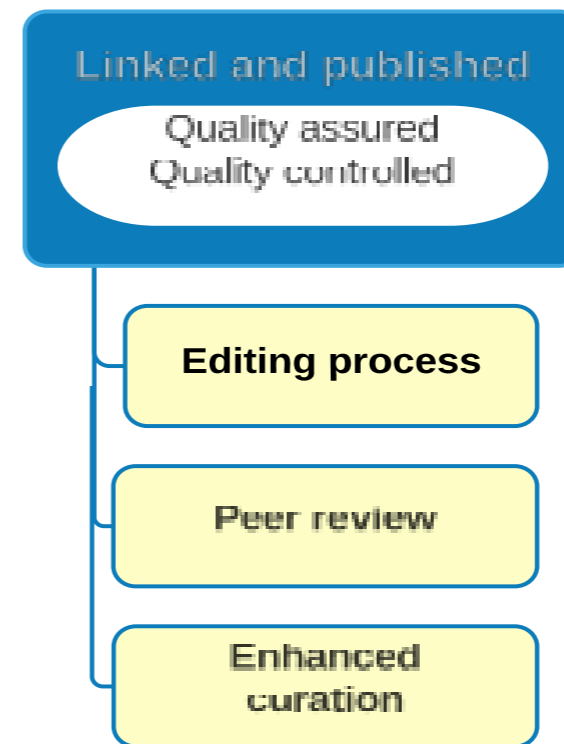 Linked and published
Quality assured
Quality controlled
Editing process
Peer review
Enhanced
curation